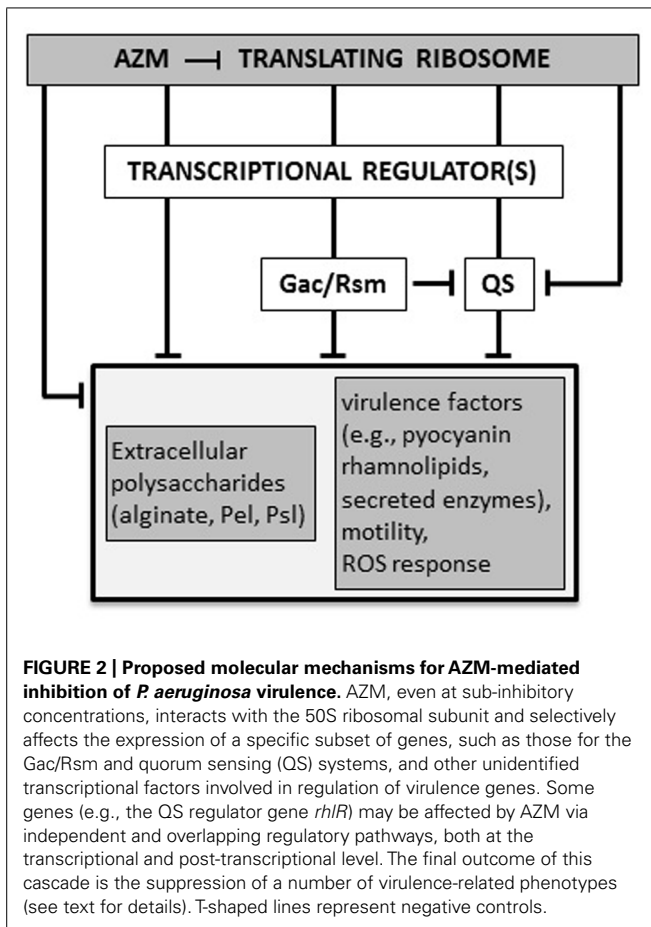 AZM TRANSLATING RIBOSOME
TRANSCRIPTIONAL REGULATOR(S)
Gac/Rsm QS
Extracellular
polysaccharides
(alginate, Pel, Psl)
virulence factors
(e.g., pyocyanin
rhamnolipids,
secreted enzymes),
motility,
ROS response
FIGURE 2 | Proposed molecular mechanisms for AZM-mediated
inhibition of P. aeruginosa virulence. AZM, even at sub-inhibitory
concentrations, interacts with the 50S ribosomal subunit and selectively
affects the expression of a specific subset of genes, such as those for the
Gac/Rsm and quorum sensing (QS) systems, and other unidentified
transcriptional factors involved in regulation of virulence genes. Some
genes (e.g., the QS regulator gene rhlR) may be affected by AZM via
independent and overlapping regulatory pathways, both at the
transcriptional and post-transcriptional level. The final outcome of this
cascade is the suppression of a number of virulence-related phenotypes
(see text for details). T-shaped lines represent negative controls.